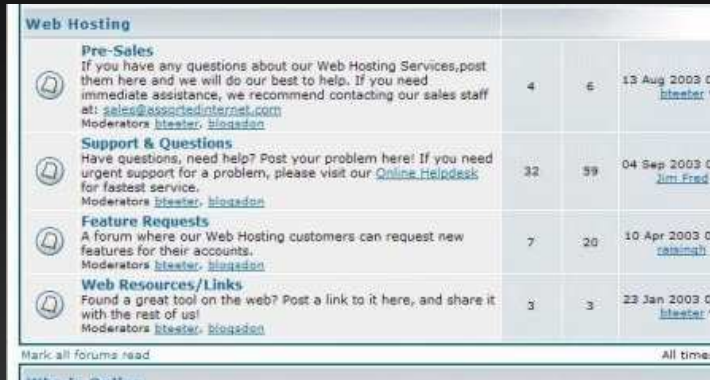 Web Hosting
Pre-Sales
If you have any questions about our Web Hosting Services,post
them here and we will do our best to help. If you need
immediate assistance, we recommend contacting our sales staff
at: sales@assortedinternet.com
Moderators bteeter, blogsdon
4 6 13 Aug 2003 0
bteeter
Support & Questions
Have questions, need help? Post your problem here! If you need
urgent support for a problem, please visit our Online Helpdesk
for fastest service.
Moderators bteeter, blogsdon
32 59 04 Sep 2003 0
Jim Fred
Feature Requests
A forum where our Web Hosting customers can request new
features for their accounts.
Moderators bteeter, blogsdon
7 20 10 Apr 2003 0
raisingh
Web Resources/Links
Found a great tool on the web? Post a link to it here, and share it
with the rest of us!
Moderators bteeter, blogsdon
3 3 23 Jan 2003 0
bteeter
Mark all forums read
All time